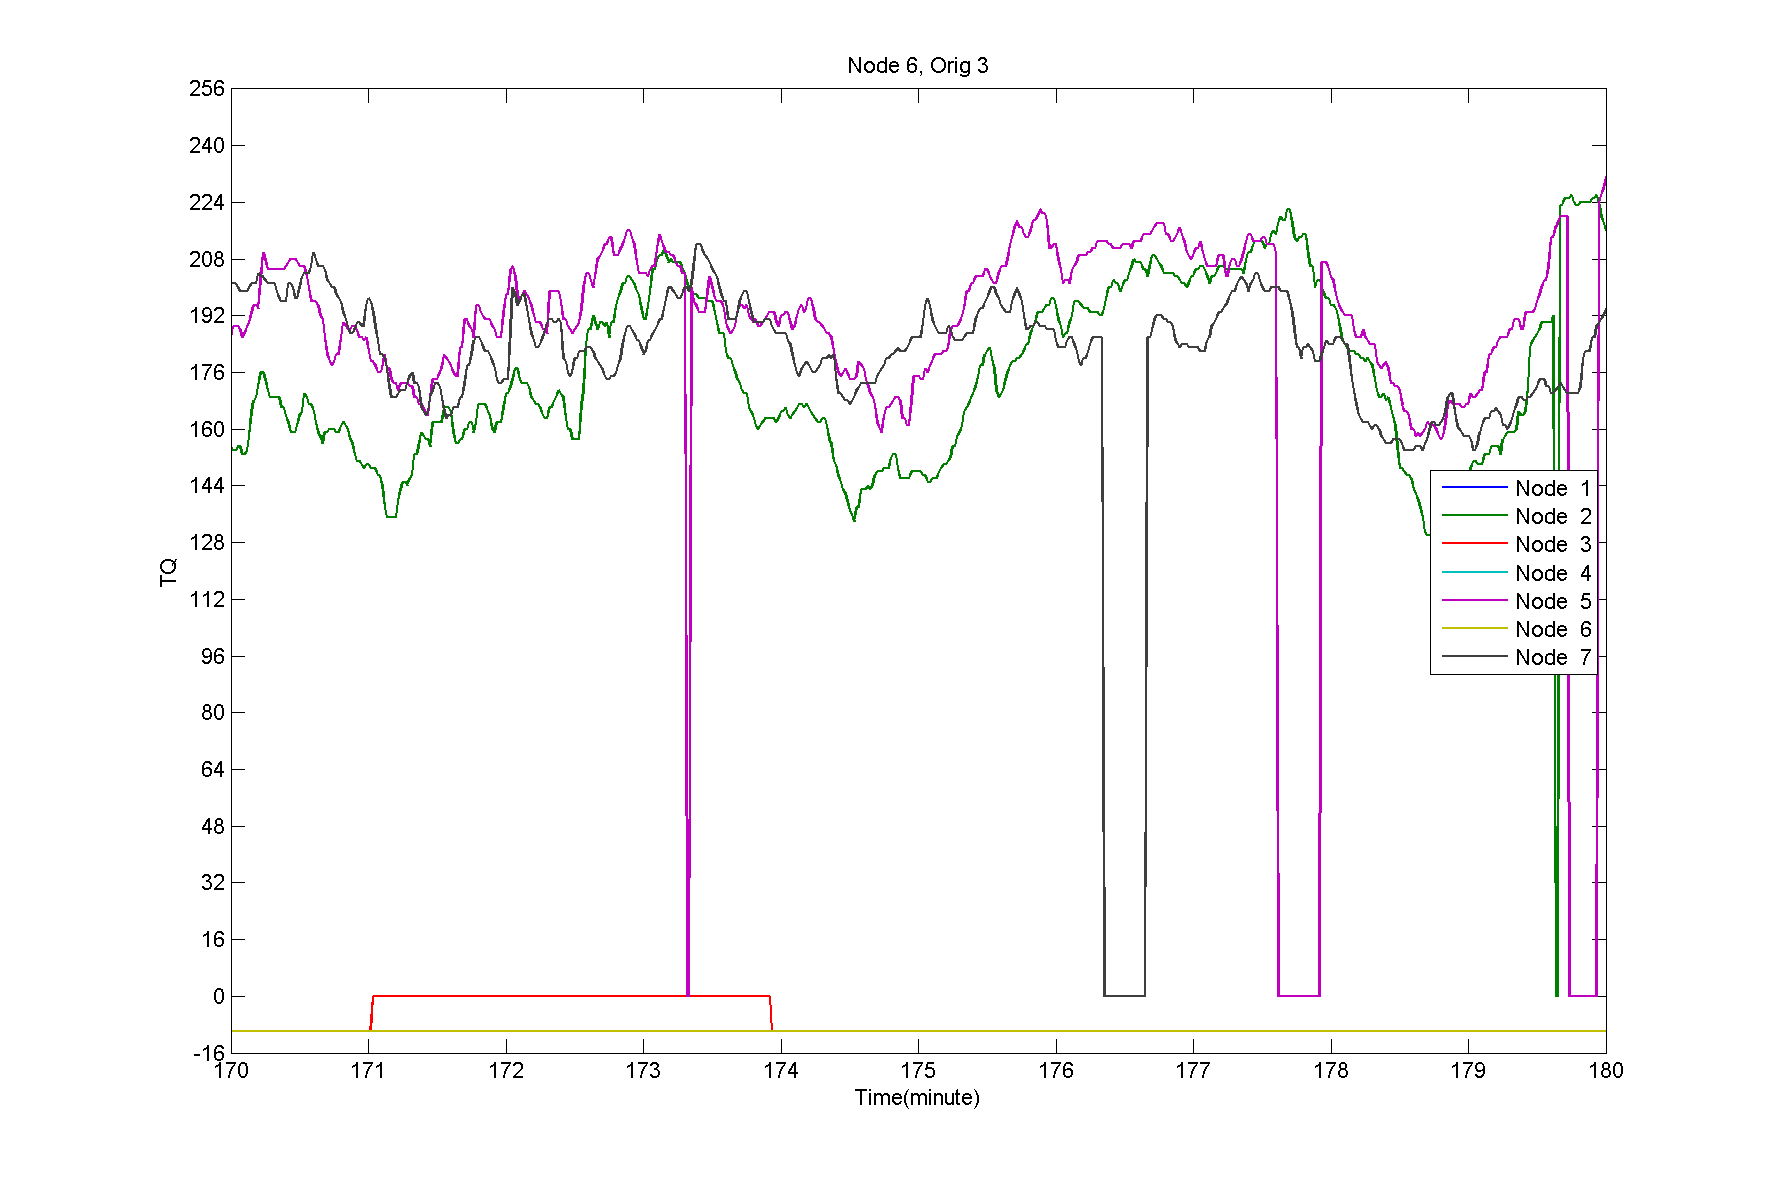 Node 6, Orig 3
256
240
224
208
192
176
160
144
128
112
96
80
64
48
32
16
0
-16
TQ
170 171 172 173 174 175 176 177 178 179 180
Time(minute)
Node 1
Node 2
Node 3
Node 4
Node 5
Node 6
Node 7